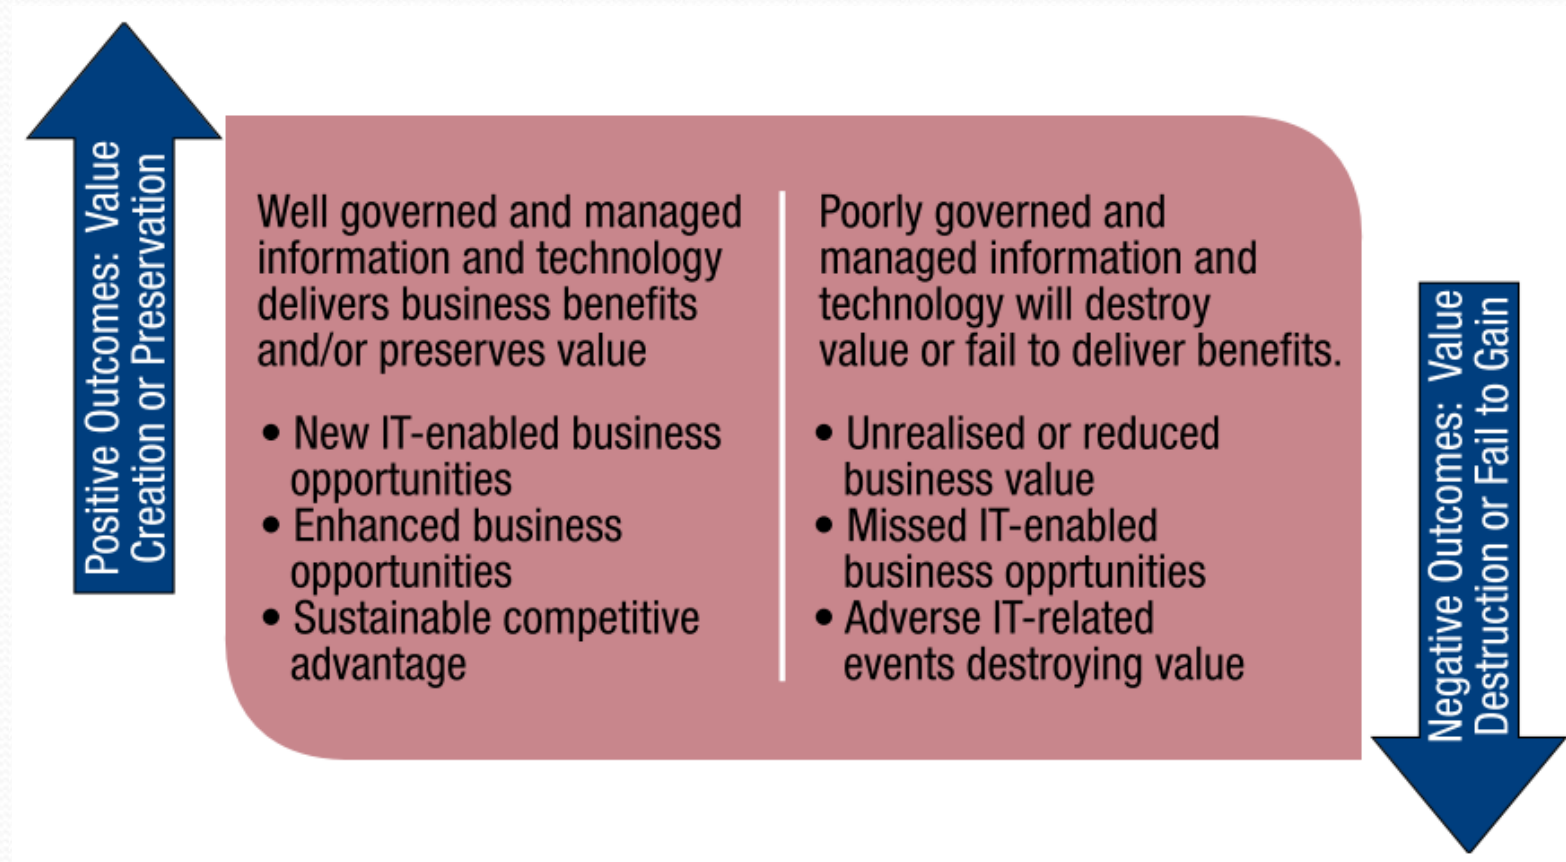 Positive Outcomes: Value
Creation or Preservation
Well governed and managed
information and technology
delivers business benefits
and/or preserves value
• New IT-enabled business
opportunities
• Enhanced business
opportunities
• Sustainable competitive
advantage
Poorly governed and
managed information and
technology will destroy
value or fail to deliver benefits.
• Unrealised or reduced
business value
• Missed IT-enabled
business opprtunities
• Adverse IT-related
events destroying value
Negative Outcomes: Value
Destruction or Fail to Gain